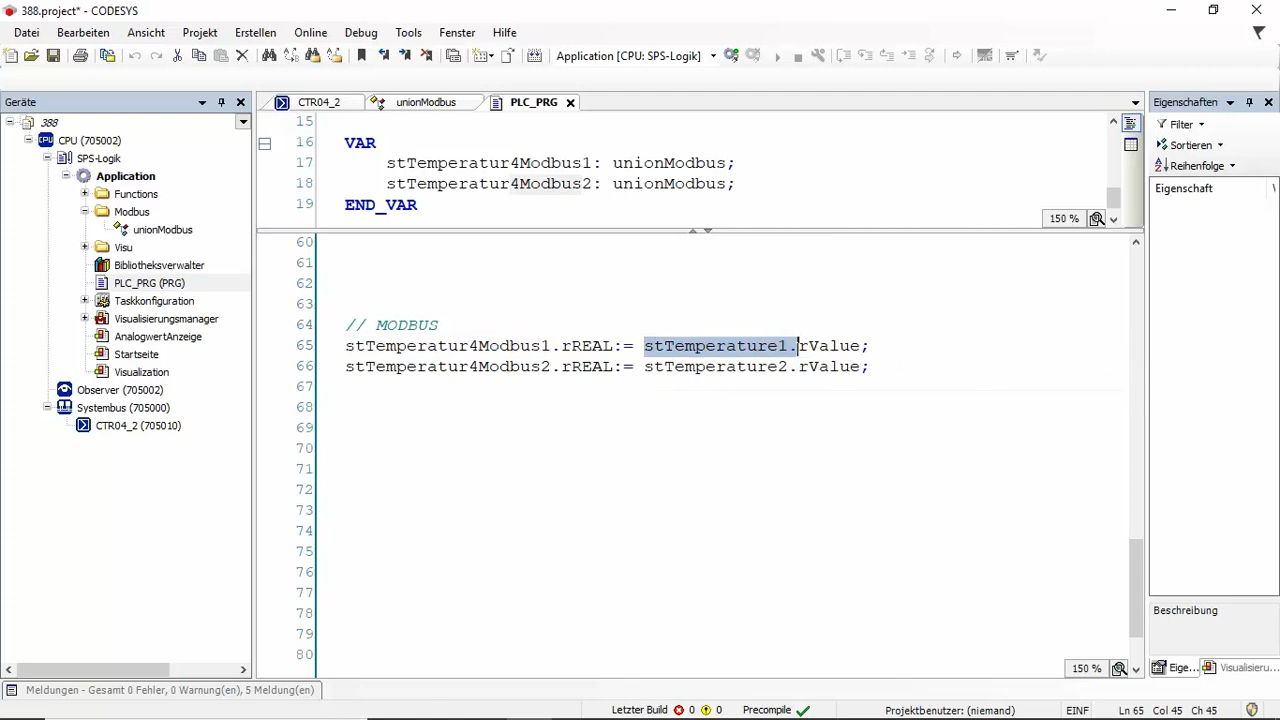 388.project* - CODESYS
Datei Bearbeiten Ansicht Projekt Erstellen Online Debug Tools Fenster Hilfe
Application [CPU: SPS-Logik]
Geräte
388
CPU (705002)
SPS-Logik
Application
Functions
Modbus
unionModbus
Visu
Bibliotheksverwalter
PLC_PRG (PRG)
Taskkonfiguration
Visualisierungsmanager
AnalogwertAnzeige
Startseite
Visualization
Observer (705002)
Systembus (705000)
CTR04_2 (705010)
CTR04_2 unionModbus PLC_PRG
15
16 VAR
17 stTemperatur4Modbus1: unionModbus;
18 stTemperatur4Modbus2: unionModbus;
19 END_VAR
150 %
60
61
62
63
64 // MODBUS
65 stTemperatur4Modbus1.rREAL:= stTemperature1.rValue;
66 stTemperatur4Modbus2.rREAL:= stTemperature2.rValue;
67
68
69
70
71
72
73
74
75
76
77
78
79
80
150 %
Eigenschaften
Filter
Sortieren
Reihenfolge
Eigenschaft
Beschreibung
Eige... Visualisieru...
Meldungen - Gesamt 0 Fehler, 0 Warnung(en), 5 Meldung(en)
Letzter Build 0 0 Precompile Projektbenutzer: (niemand) EINF Ln 65 Col 45 Ch 45